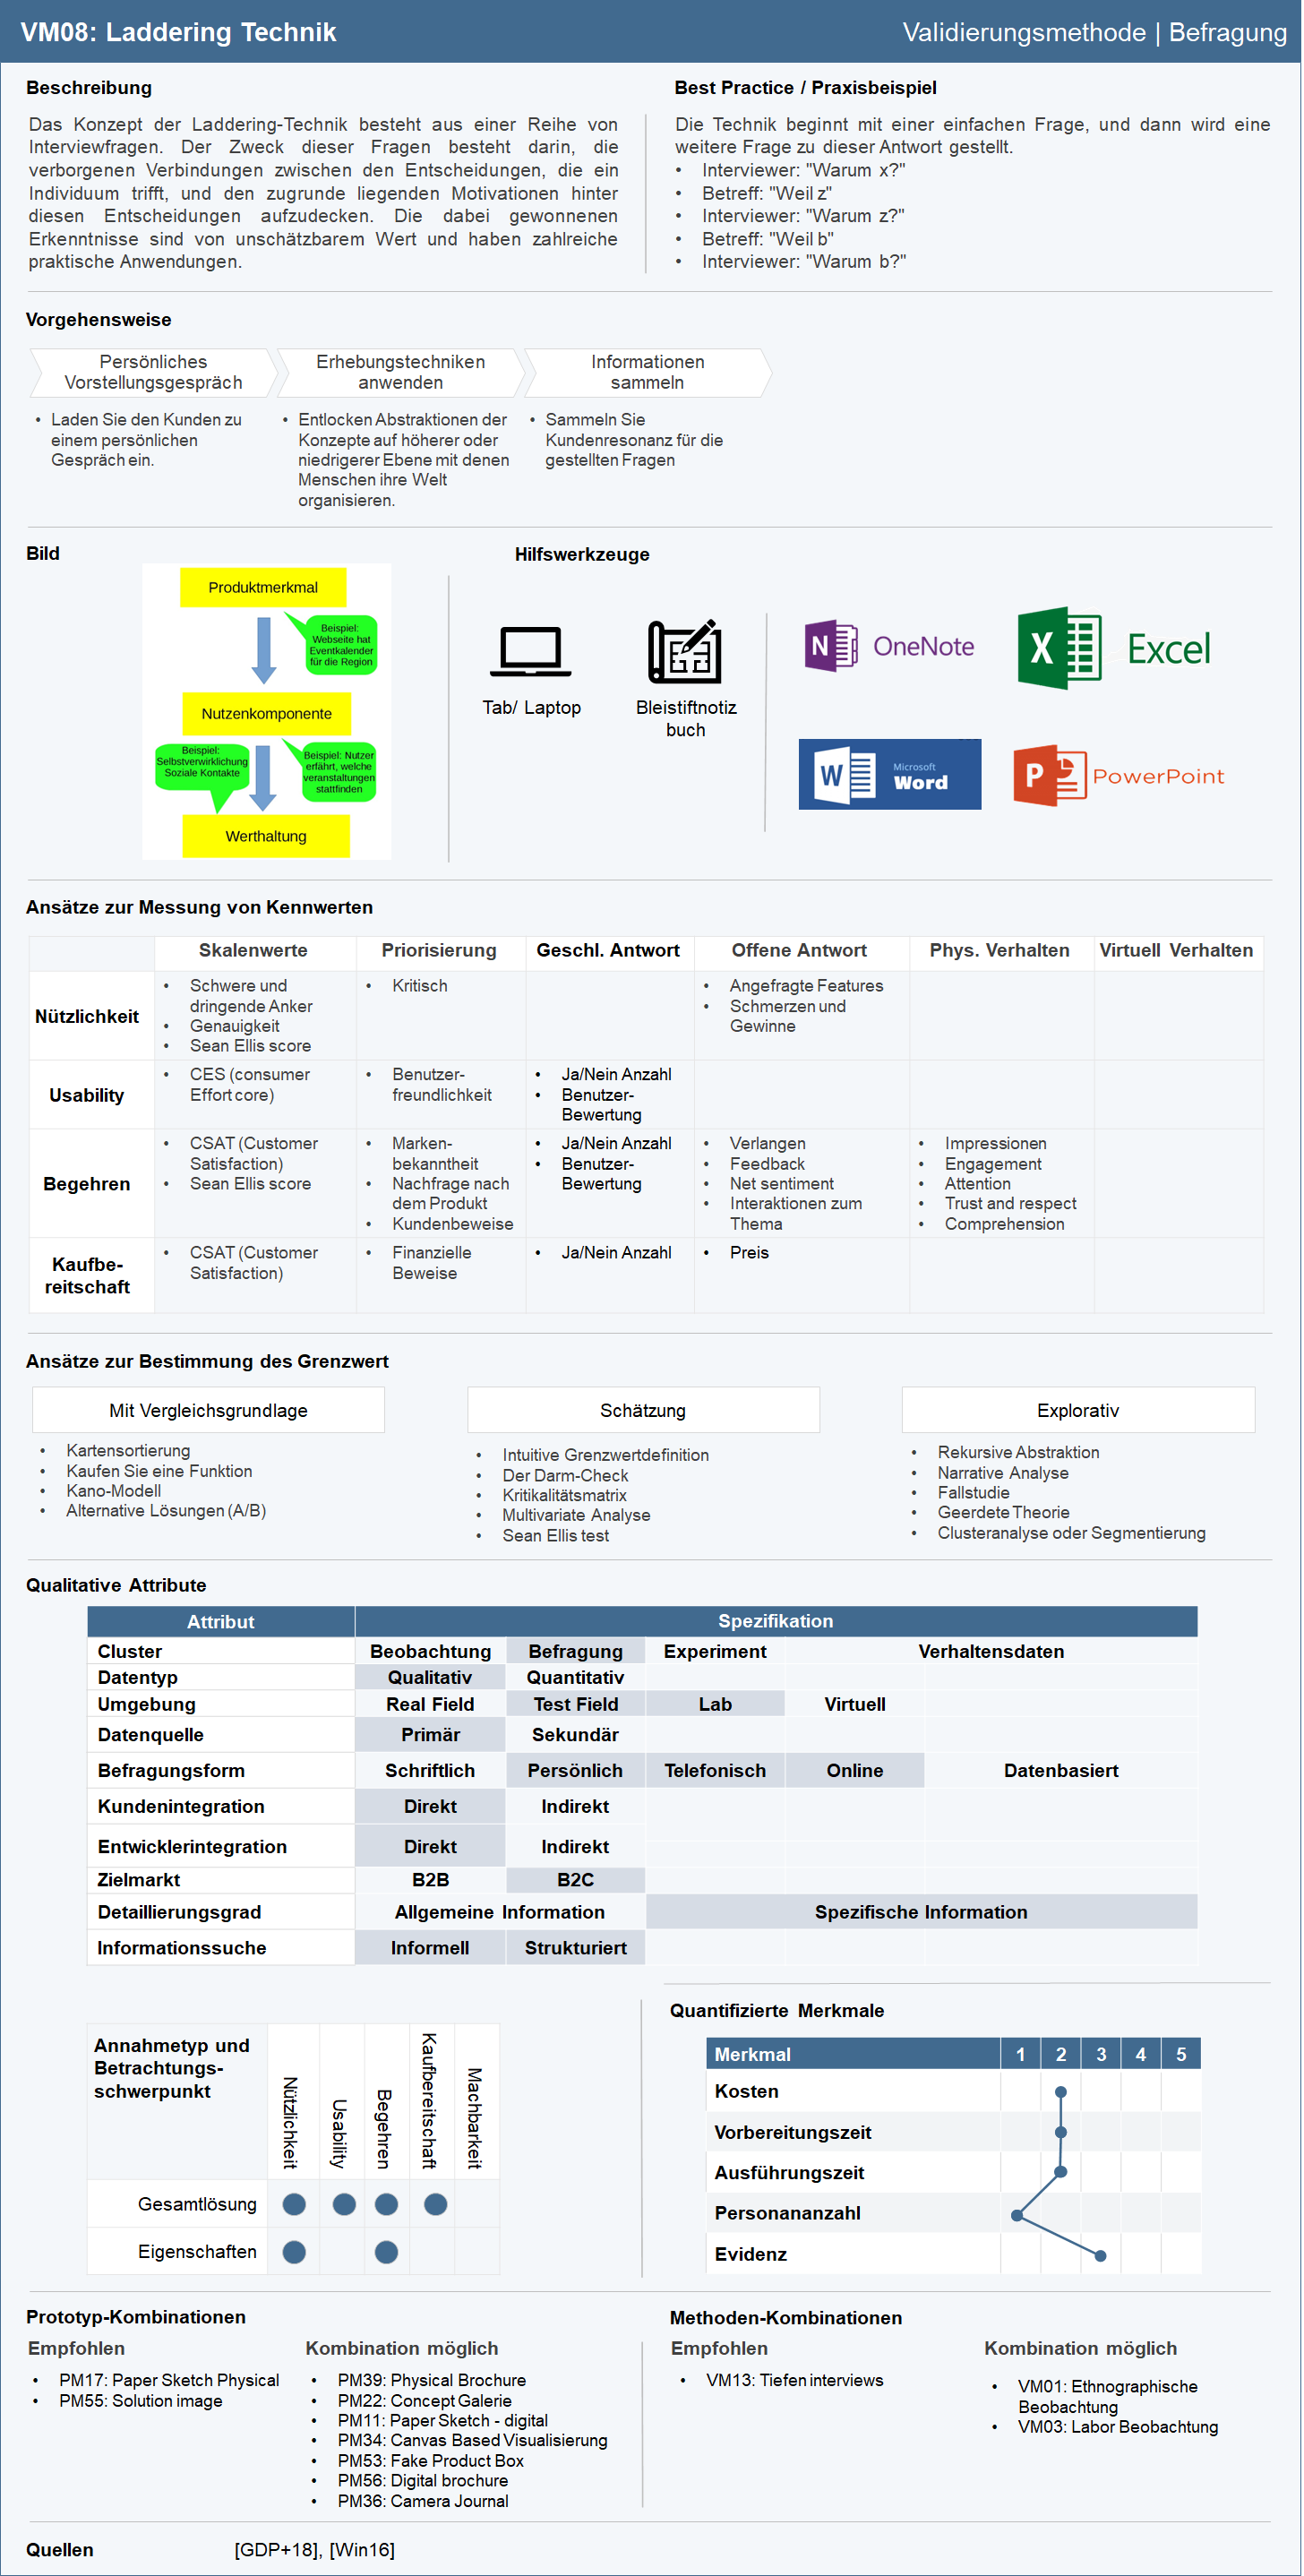 VM08: Laddering Technik
Validierungsmethode | Befragung
Beschreibung
Das Konzept der Laddering-Technik besteht aus einer Reihe von
Interviewfragen. Der Zweck dieser Fragen besteht darin, die
verborgenen Verbindungen zwischen den Entscheidungen, die ein
Individuum trifft, und den zugrunde liegenden Motivationen hinter
diesen Entscheidungen aufzudecken. Die dabei gewonnenen
Erkenntnisse sind von unschätzbarem Wert und haben zahlreiche
praktische Anwendungen.
Best Practice / Praxisbeispiel
Die Technik beginnt mit einer einfachen Frage, und dann wird eine
weitere Frage zu dieser Antwort gestellt.
• Interviewer: "Warum x?"
• Betreff: "Weil z"
• Interviewer: "Warum z?"
• Betreff: "Weil b"
• Interviewer: "Warum b?"
Vorgehensweise
Persönliches
Vorstellungsgespräch
• Laden Sie den Kunden zu
einem persönlichen
Gespräch ein.
Erhebungstechniken
anwenden
• Entlocken Abstraktionen der
Konzepte auf höherer oder
niedrigerer Ebene mit denen
Menschen ihre Welt
organisieren.
Informationen
sammeln
• Sammeln Sie
Kundenresonanz für die
gestellten Fragen
Bild
Produktmerkmal
Beispiel:
Webseite hat
Eventkalender
für die Region
Nutzenkomponente
Beispiel:
Selbstverwirklichung
Soziale Kontakte
Beispiel: Nutzer
erfährt, welche
veranstaltungen
stattfinden
Werthaltung
Hilfswerkzeuge
Tab/ Laptop
Bleistiftnotiz
buch
N OneNote
X Excel
W Microsoft
Word
P PowerPoint
Ansätze zur Messung von Kennwerten
Skalenwerte Priorisierung Geschl. Antwort Offene Antwort Phys. Verhalten Virtuell Verhalten
Nützlichkeit
• Schwere und
dringende Anker
• Genauigkeit
• Sean Ellis score
• Kritisch
• Angefragte Features
• Schmerzen und
Gewinne
Usability
• CES (consumer
Effort core)
• Benutzer-
freundlichkeit
• Ja/Nein Anzahl
• Benutzer-
Bewertung
Begehren
• CSAT (Customer
Satisfaction)
• Sean Ellis score
• Marken-
bekanntheit
• Nachfrage nach
dem Produkt
• Kundenbeweise
• Ja/Nein Anzahl
• Benutzer-
Bewertung
• Verlangen
• Feedback
• Net sentiment
• Interaktionen zum
Thema
• Impressionen
• Engagement
• Attention
• Trust and respect
• Comprehension
Kaufbe-
reitschaft
• CSAT (Customer
Satisfaction)
• Finanzielle
Beweise
• Ja/Nein Anzahl
• Preis
Ansätze zur Bestimmung des Grenzwert
Mit Vergleichsgrundlage
• Kartensortierung
• Kaufen Sie eine Funktion
• Kano-Modell
• Alternative Lösungen (A/B)
Schätzung
• Intuitive Grenzwertdefinition
• Der Darm-Check
• Kritikalitätsmatrix
• Multivariate Analyse
• Sean Ellis test
Explorativ
• Rekursive Abstraktion
• Narrative Analyse
• Fallstudie
• Geerdete Theorie
• Clusteranalyse oder Segmentierung
Qualitative Attribute
Attribut Spezifikation
Cluster Beobachtung Befragung Experiment Verhaltensdaten
Datentyp Qualitativ Quantitativ
Umgebung Real Field Test Field Lab Virtuell
Datenquelle Primär Sekundär
Befragungsform Schriftlich Persönlich Telefonisch Online Datenbasiert
Kundenintegration Direkt Indirekt
Entwicklerintegration Direkt Indirekt
Zielmarkt B2B B2C
Detaillierungsgrad Allgemeine Information Spezifische Information
Informationssuche Informell Strukturiert
Annahmetyp und
Betrachtungs-
schwerpunkt
Nützlichkeit
Usability
Begehren
Kaufbereitschaft
Machbarkeit
Gesamtlösung
Eigenschaften
Quantifizierte Merkmale
Merkmal 1 2 3 4 5
Kosten
Vorbereitungszeit
Ausführungszeit
Personananzahl
Evidenz
Prototyp-Kombinationen
Empfohlen
• PM17: Paper Sketch Physical
• PM55: Solution image
Kombination möglich
• PM39: Physical Brochure
• PM22: Concept Galerie
• PM11: Paper Sketch - digital
• PM34: Canvas Based Visualisierung
• PM53: Fake Product Box
• PM56: Digital brochure
• PM36: Camera Journal
Methoden-Kombinationen
Empfohlen
• VM13: Tiefen interviews
Kombination möglich
• VM01: Ethnographische
Beobachtung
• VM03: Labor Beobachtung
Quellen [GDP+18], [Win16]